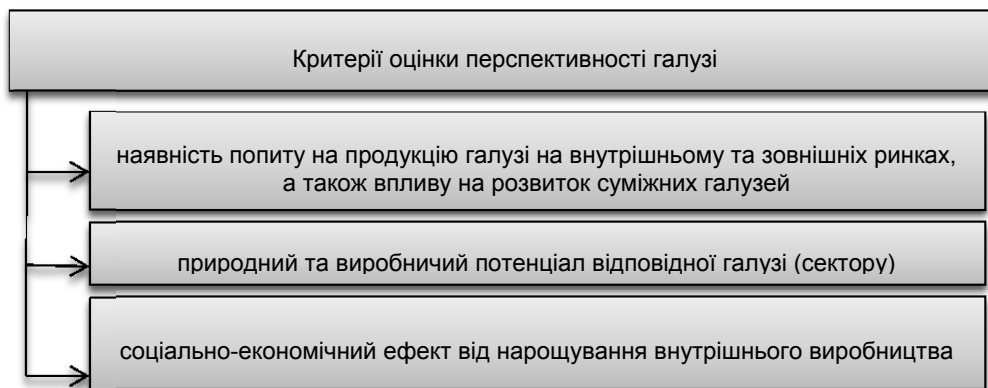 Критерії оцінки перспективності галузі
наявність попиту на продукцію галузі на внутрішньому та зовнішніх ринках,
а також впливу на розвиток суміжних галузей
природний та виробничий потенціал відповідної галузі (сектору)
соціально-економічний ефект від нарощування внутрішнього виробництва